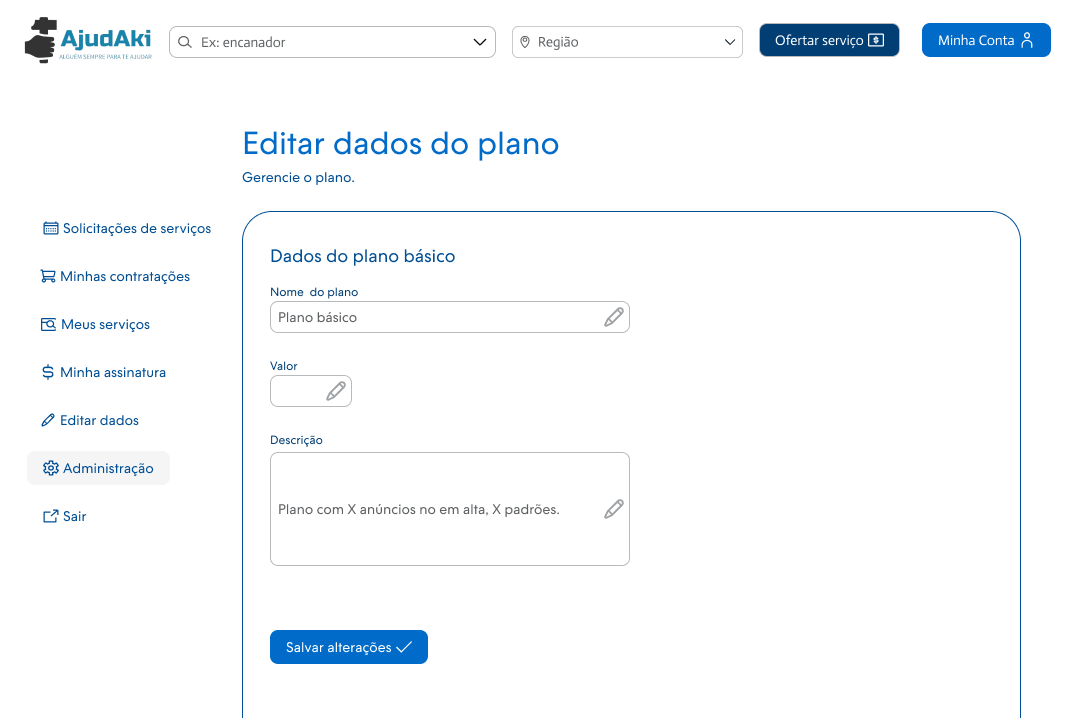 AjudAki
ALGUÉM SEMPRE PARA TE AJUDAR
Ex: encanador
Região
Ofertar serviço
Minha Conta
Editar dados do plano
Gerencie o plano.
Solicitações de serviços
Minhas contratações
Meus serviços
Minha assinatura
Editar dados
Administração
Sair
Dados do plano básico
Nome do plano
Plano básico
Valor
Descrição
Plano com X anúncios no em alta, X padrões.
Salvar alterações